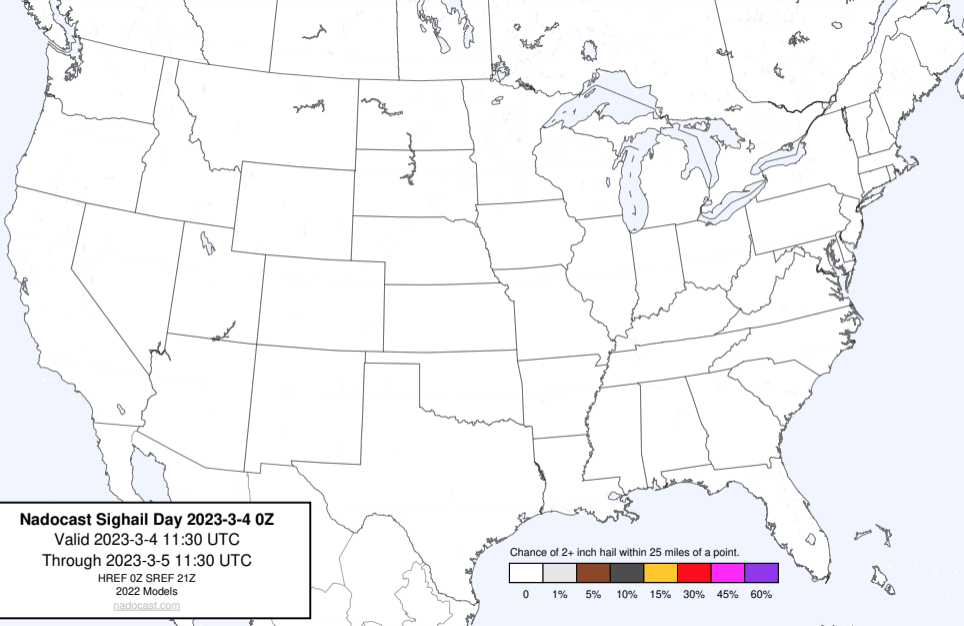 Nadocast Sighail Day 2023-3-4 0Z
Valid 2023-3-4 11:30 UTC
Through 2023-3-5 11:30 UTC
HREF 0Z SREF 21Z
2022 Models
nadocast.com
Chance of 2+ inch hail within 25 miles of a point.
0 1% 5% 10% 15% 30% 45% 60%